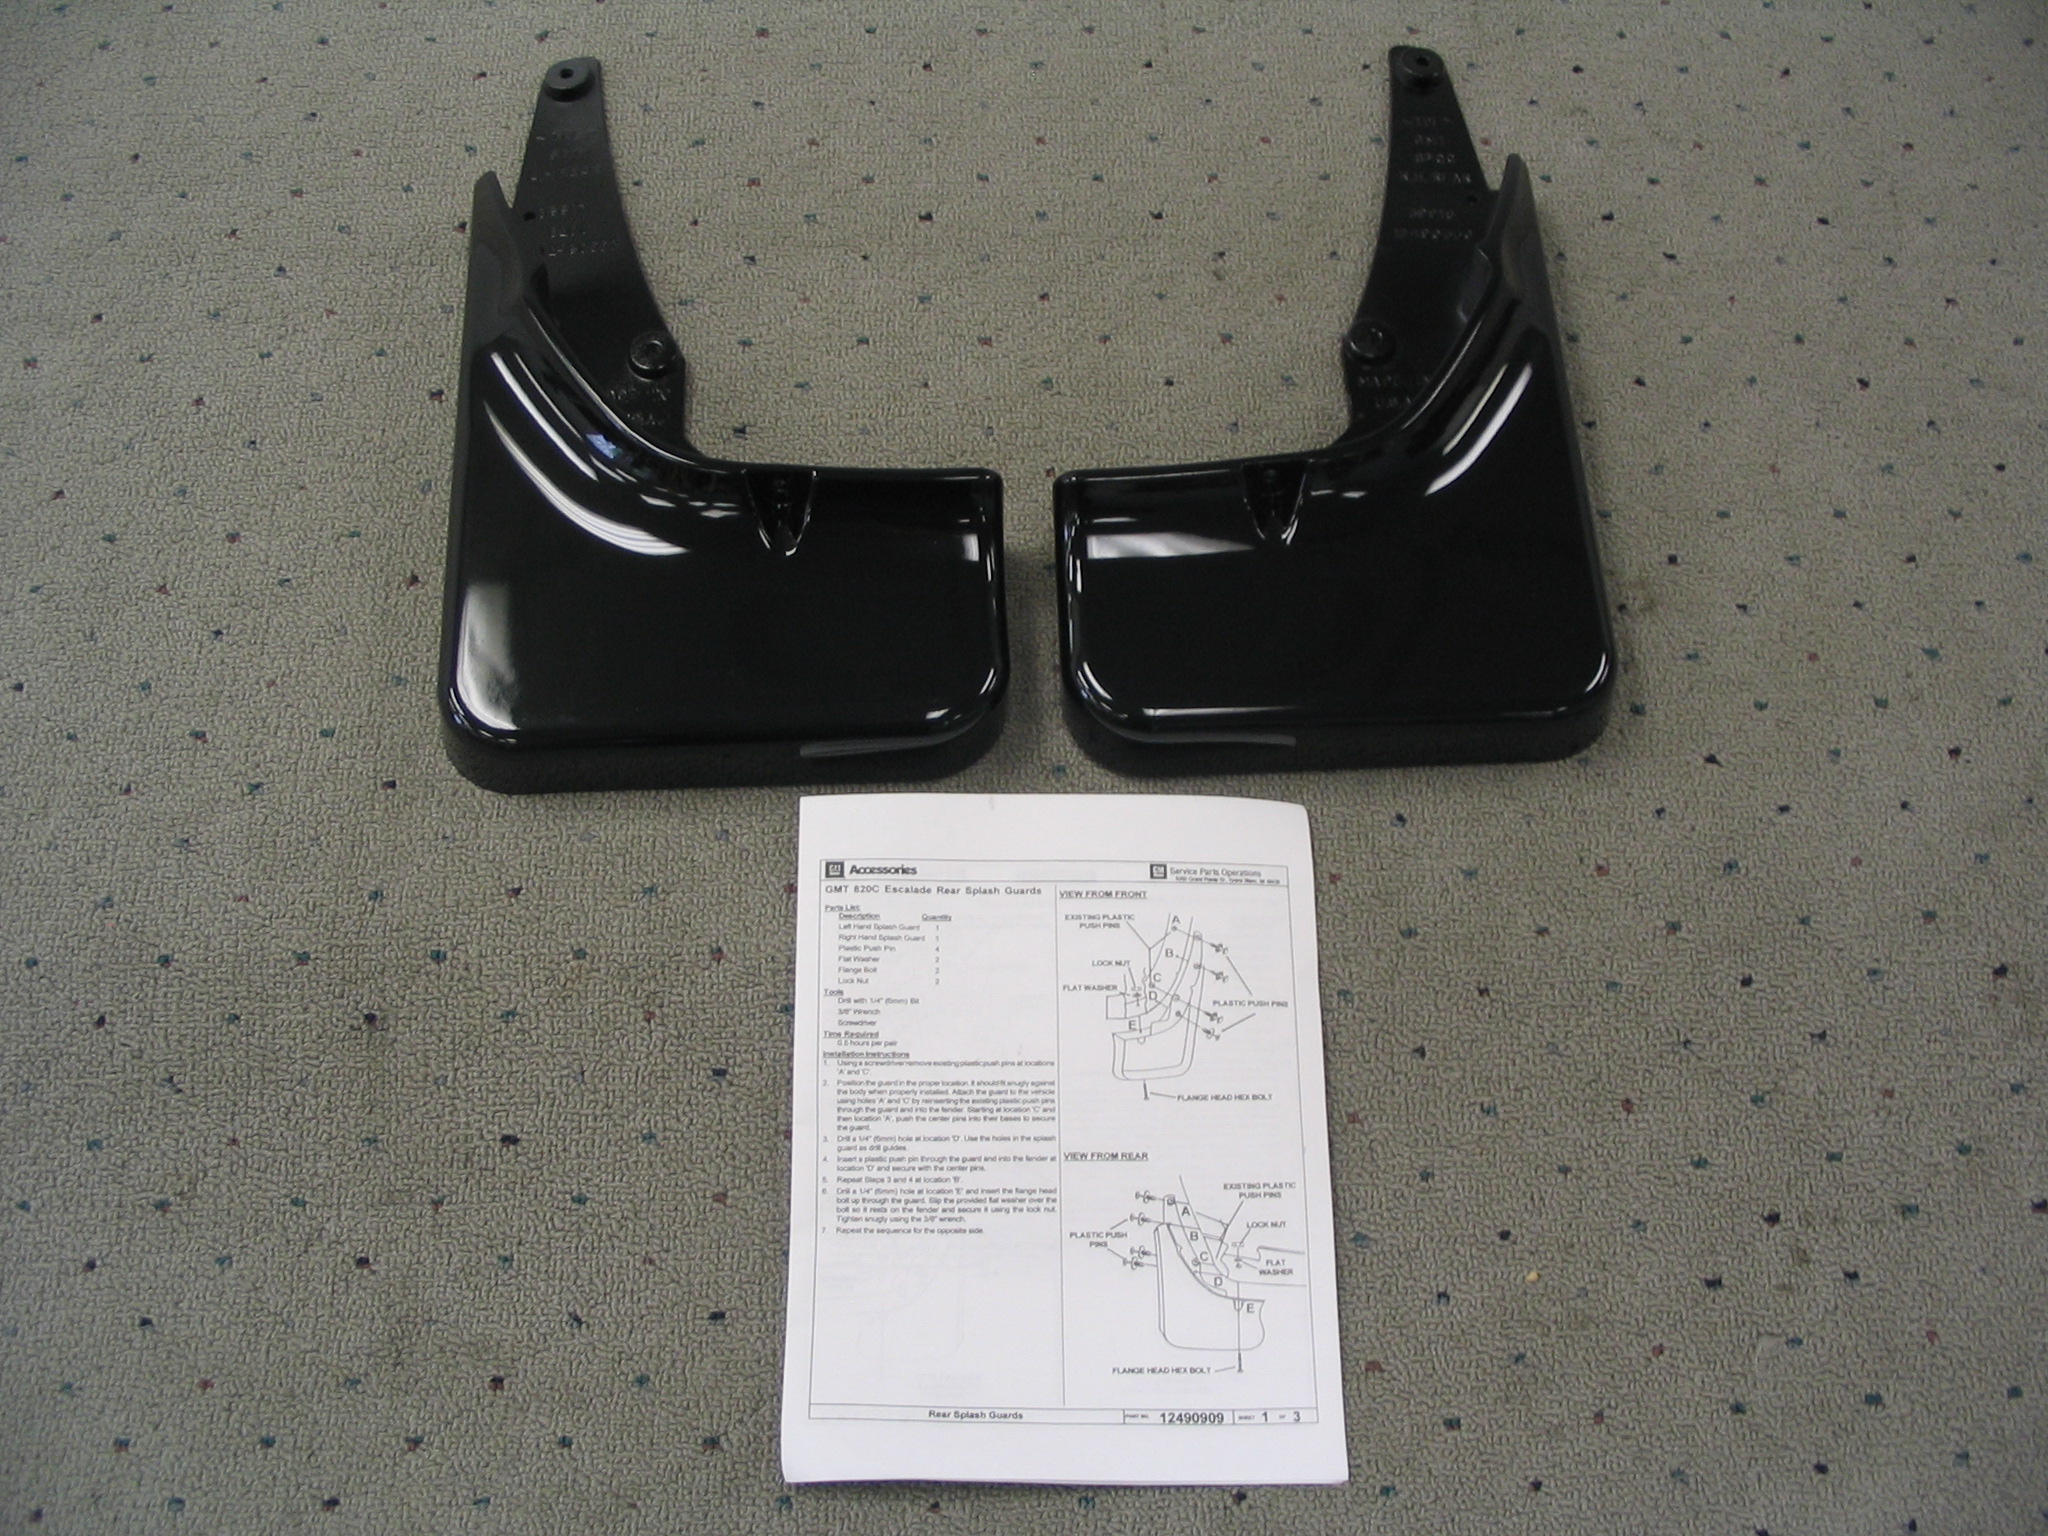 GM Accessories
GM Service Parts Operations
GMT 820C Escalade Rear Splash Guards
Parts List:
Description Quantity
Left Hand Splash Guard 1
Right Hand Splash Guard 1
Plastic Push Pin 4
Flat Washer 2
Flange Bolt 2
Lock Nut 2
Tools
Drill with 1/4" (6mm) Bit
3/8" Wrench
Screwdriver
Time Required
0.5 hours per pair
Installation Instructions
1. Using a screwdriver remove existing plastic push pins at locations
'A' and 'C'.
2. Position the guard in the proper location. It should fit snugly against
the body when properly installed. Attach the guard to the vehicle
using holes 'A' and 'C' by reinserting the existing plastic push pins
through the guard and into the fender. Starting at location 'C' and
then location 'A', push the center pins into their bases to secure
the guard.
3. Drill a 1/4" (6mm) hole at location 'D'. Use the holes in the splash
guard as drill guides.
4. Insert a plastic push pin through the guard and into the fender at
location 'D' and secure with the center pins.
5. Repeat Steps 3 and 4 at location 'B'.
6. Drill a 1/4" (6mm) hole at location 'E' and insert the flange head
bolt up through the guard. Slip the provided flat washer over the
bolt so it rests on the fender and secure it using the lock nut.
Tighten snugly using the 3/8" wrench.
7. Repeat the sequence for the opposite side.
VIEW FROM FRONT
EXISTING PLASTIC
PUSH PINS
A
B
LOCK NUT
C
FLAT WASHER
D
PLASTIC PUSH PINS
E
FLANGE HEAD HEX BOLT
VIEW FROM REAR
EXISTING PLASTIC
PUSH PINS
A
LOCK NUT
B
PLASTIC PUSH
PINS
C
FLAT
WASHER
D
E
FLANGE HEAD HEX BOLT
Rear Splash Guards
PART NO. 12490909 SHEET 1 OF 3